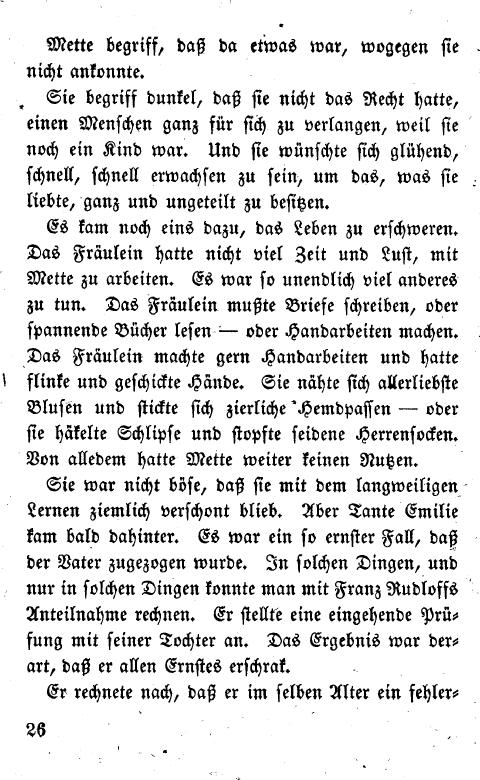 Mette begriff, daß da etwas war, wogegen sie
nicht ankonnte.
Sie begriff dunkel, daß sie nicht das Recht hatte,
einen Menschen ganz für sich zu verlangen, weil sie
noch ein Kind war. Und sie wünschte sich glühend,
schnell, schnell erwachsen zu sein, um das, was sie
liebte, ganz und ungeteilt zu besitzen.
Es kam noch eins dazu, das Leben zu erschweren.
Das Fräulein hatte nicht viel Zeit und Lust, mit
Mette zu arbeiten. Es war so unendlich viel anderes
zu tun. Das Fräulein mußte Briefe schreiben, oder
spannende Bücher lesen — oder Handarbeiten machen.
Das Fräulein machte gern Handarbeiten und hatte
flinke und geschickte Hände. Sie nähte sich allerliebste
Blusen und stickte sich zierliche Hemdpassen — oder
sie häkelte Schlipse und stopfte seidene Herrensocken.
Von alledem hatte Mette weiter keinen Nutzen.
Sie war nicht böse, daß sie mit dem langweiligen
Lernen ziemlich verschont blieb. Aber Tante Emilie
kam bald dahinter. Es war ein so ernster Fall, daß
der Vater zugezogen wurde. In solchen Dingen, und
nur in solchen Dingen konnte man mit Franz Rudloffs
Anteilnahme rechnen. Er stellte eine eingehende Prü-
fung mit seiner Tochter an. Das Ergebnis war der-
art, daß er allen Ernstes erschrak.
Er rechnete nach, daß er im selben Alter ein fehler-
26